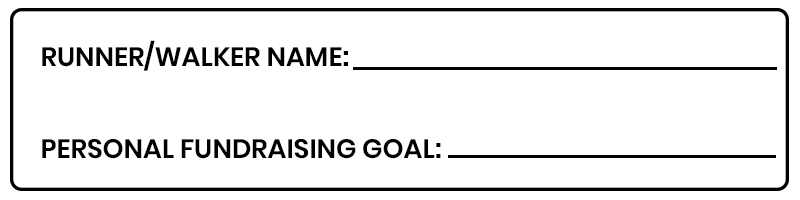 RUNNER/WALKER NAME:
PERSONAL FUNDRAISING GOAL: